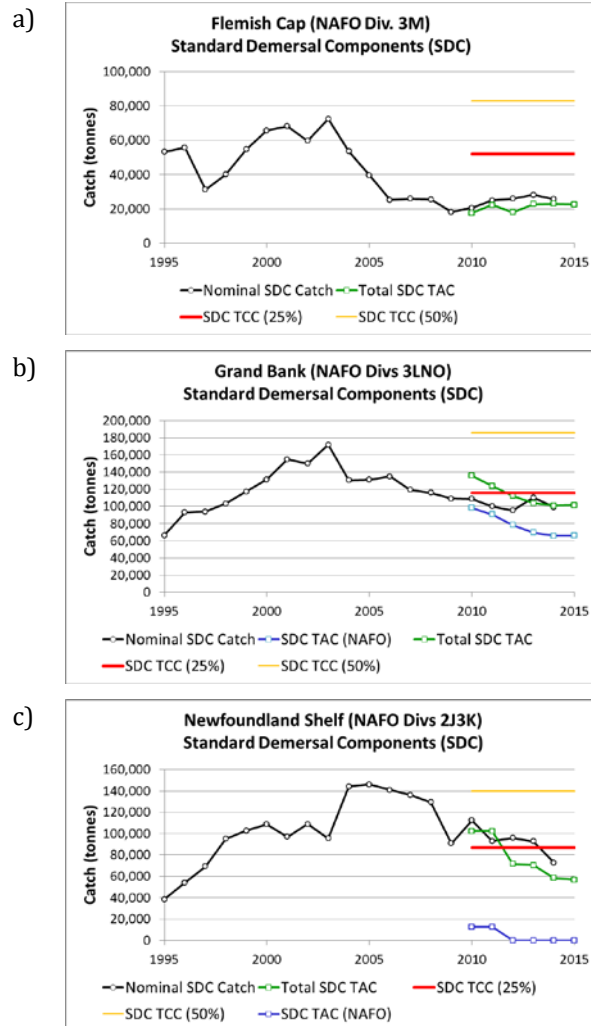 a)
Flemish Cap (NAFO Div. 3M)
Standard Demersal Components (SDC)
Catch (tonnes)
100,000
80,000
60,000
40,000
20,000
0
1995 2000 2005 2010 2015
Nominal SDC Catch Total SDC TAC
SDC TCC (25%) SDC TCC (50%)
b)
Grand Bank (NAFO Divs 3LNO)
Standard Demersal Components (SDC)
Catch (tonnes)
200,000
180,000
160,000
140,000
120,000
100,000
80,000
60,000
40,000
20,000
0
1995 2000 2005 2010 2015
Nominal SDC Catch SDC TAC (NAFO) Total SDC TAC
SDC TCC (25%) SDC TCC (50%)
c)
Newfoundland Shelf (NAFO Divs 2J3K)
Standard Demersal Components (SDC)
Catch (tonnes)
160,000
140,000
120,000
100,000
80,000
60,000
40,000
20,000
0
1995 2000 2005 2010 2015
Nominal SDC Catch Total SDC TAC SDC TCC (25%)
SDC TCC (50%) SDC TAC (NAFO)